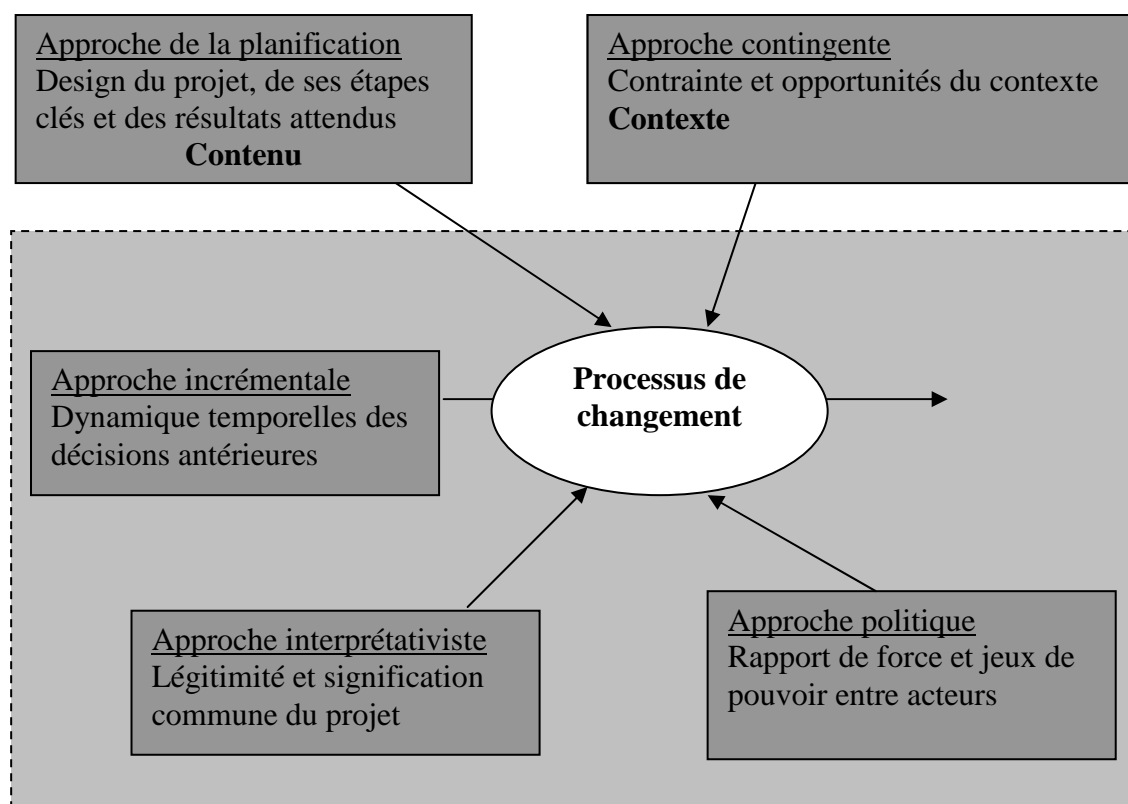 Approche de la planification
Design du projet, de ses étapes
clés et des résultats attendus
Contenu
Approche contingente
Contrainte et opportunités du contexte
Contexte
Processus de
changement
Approche incrémentale
Dynamique temporelles des
décisions antérieures
Approche interprétativiste
Légitimité et signification
commune du projet
Approche politique
Rapport de force et jeux de
pouvoir entre acteurs